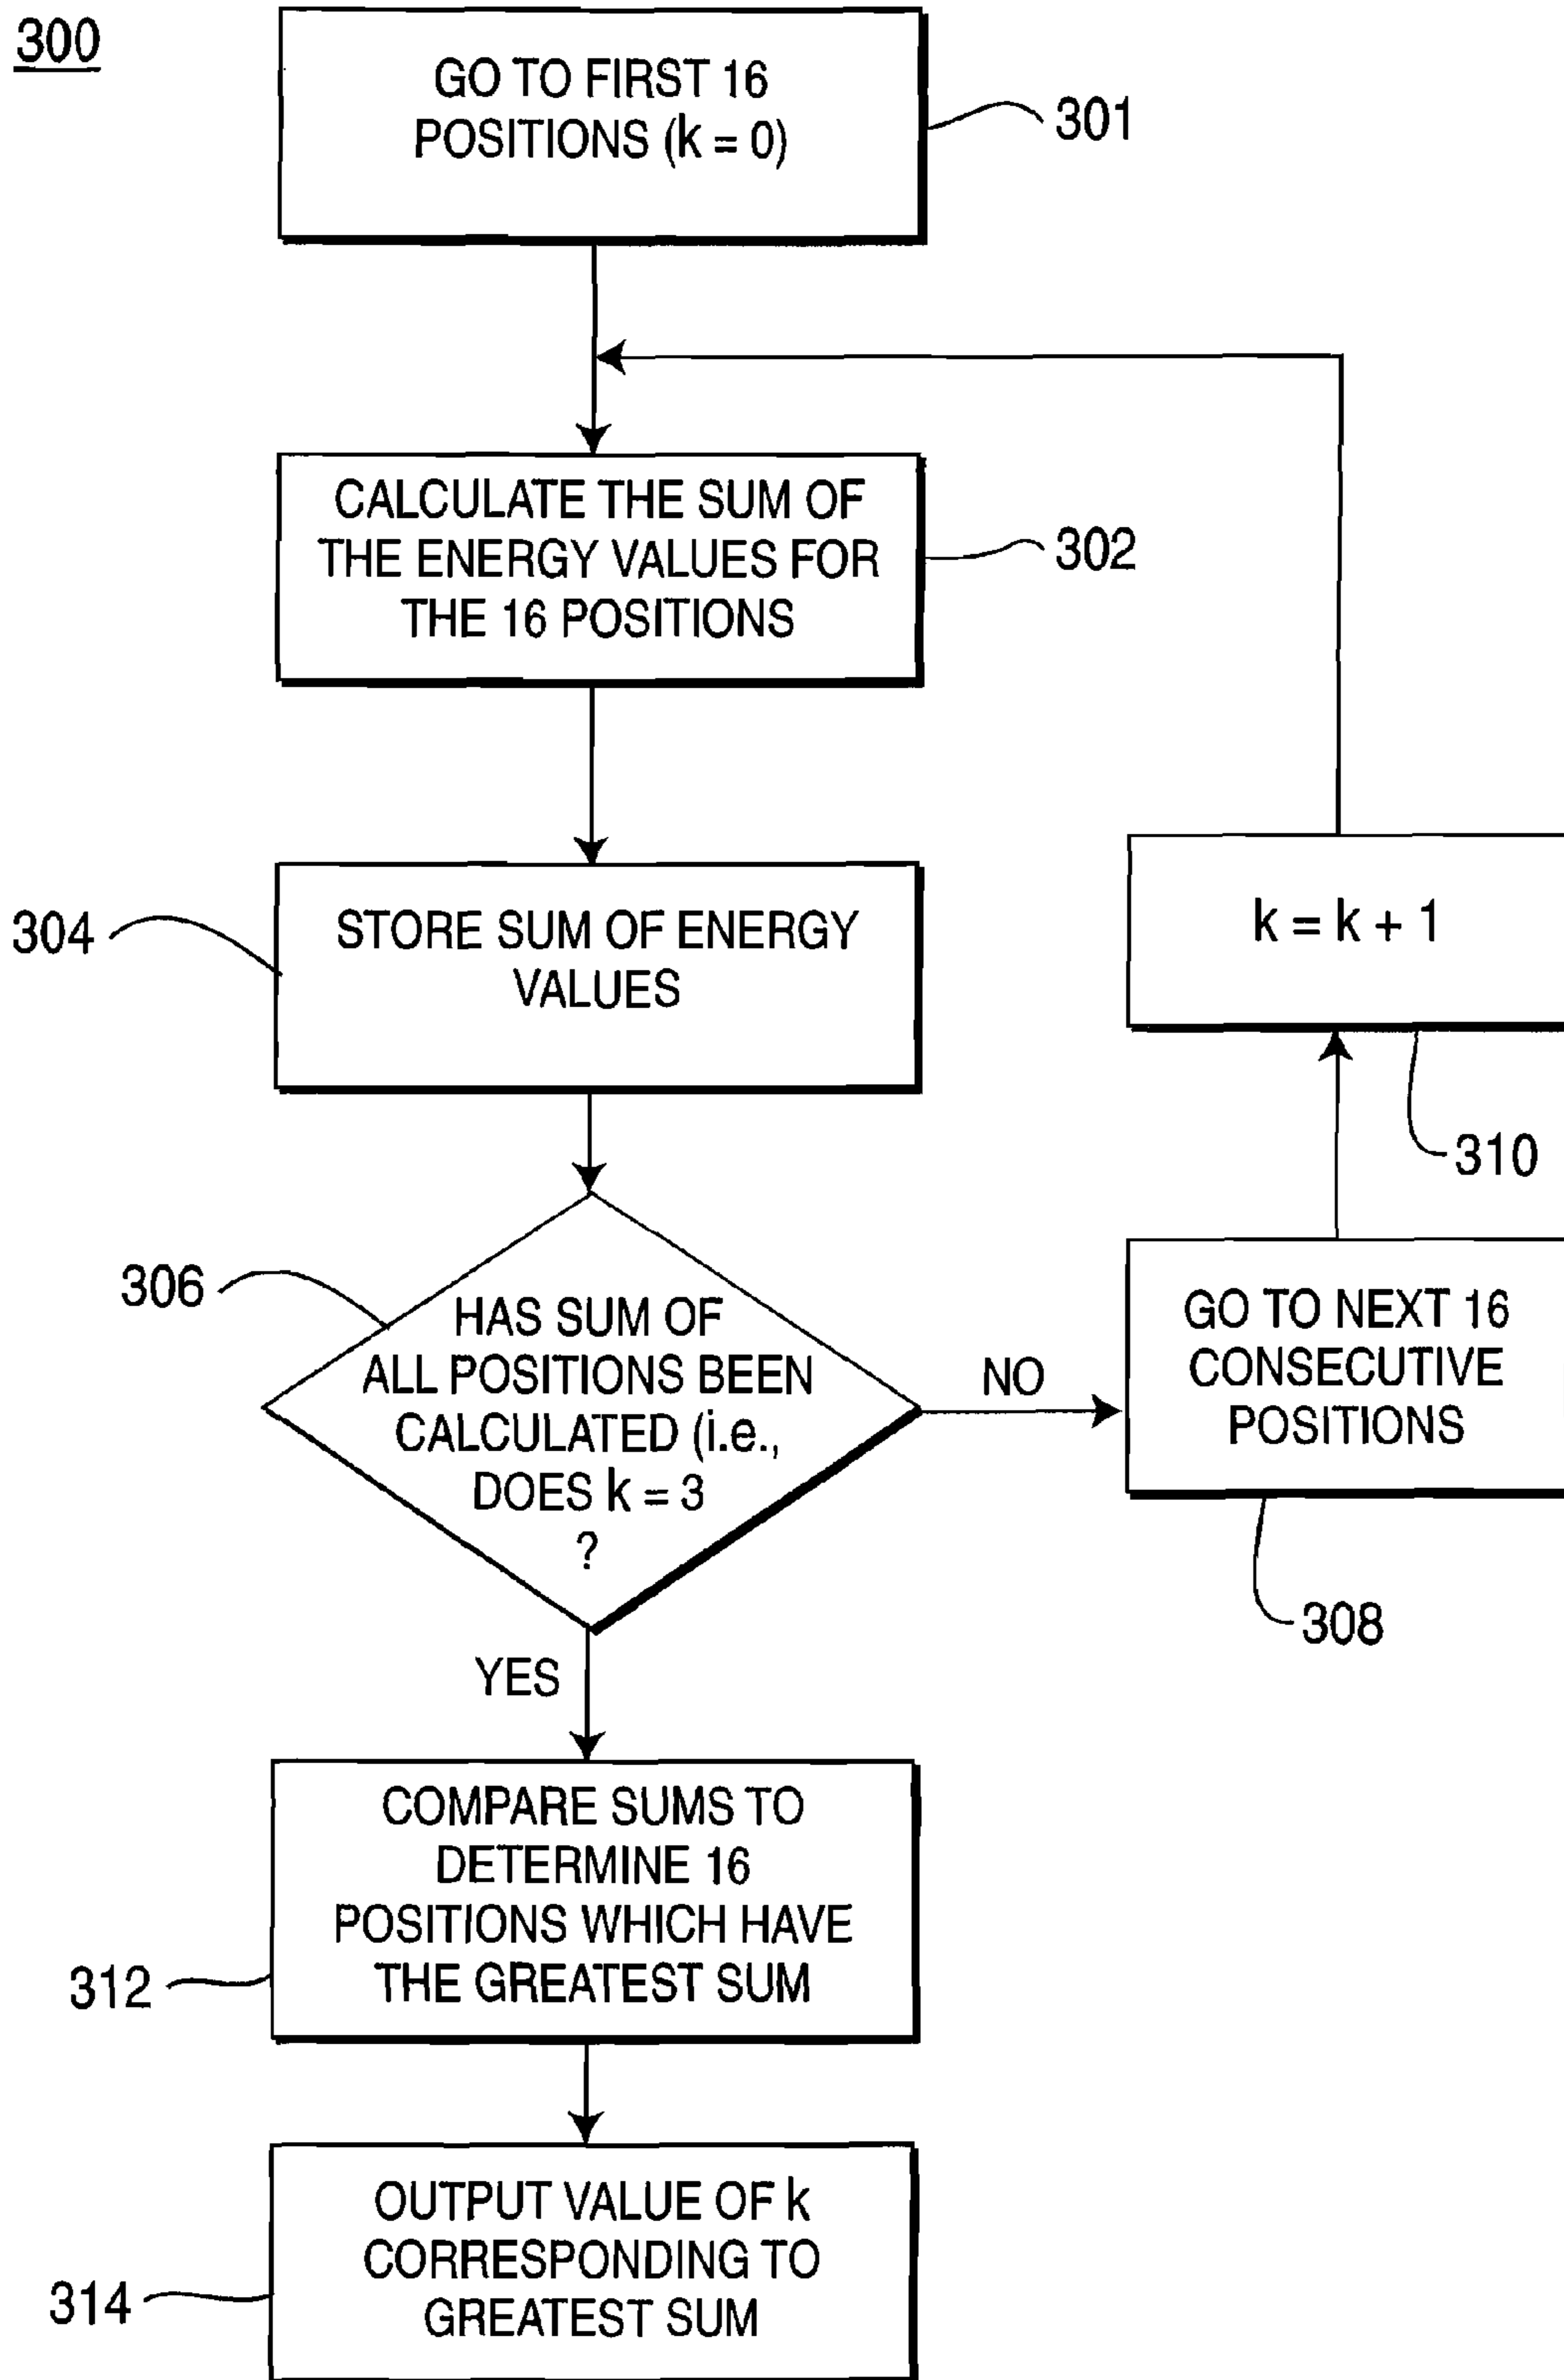 300
GO TO FIRST 16
POSITIONS (k = 0)
301
CALCULATE THE SUM OF
THE ENERGY VALUES FOR
THE 16 POSITIONS
302
304
STORE SUM OF ENERGY
VALUES
k = k + 1
310
306
HAS SUM OF
ALL POSITIONS BEEN
CALCULATED (i.e.,
DOES k = 3
?
NO
GO TO NEXT 16
CONSECUTIVE
POSITIONS
308
YES
COMPARE SUMS TO
DETERMINE 16
POSITIONS WHICH HAVE
THE GREATEST SUM
312
OUTPUT VALUE OF k
CORRESPONDING TO
GREATEST SUM
314